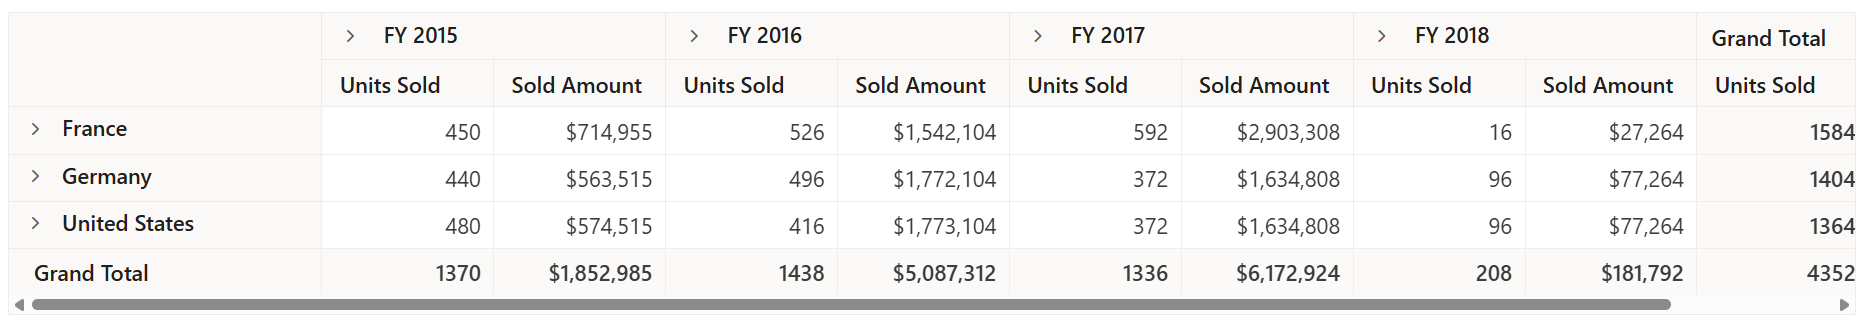 FY 2015 FY 2016 FY 2017 FY 2018 Grand Total
Units Sold Sold Amount Units Sold Sold Amount Units Sold Sold Amount Units Sold Sold Amount Units Sold
France 450 $714,955 526 $1,542,104 592 $2,903,308 16 $27,264 1584
Germany 440 $563,515 496 $1,772,104 372 $1,634,808 96 $77,264 1404
United States 480 $574,515 416 $1,773,104 372 $1,634,808 96 $77,264 1364
Grand Total 1370 $1,852,985 1438 $5,087,312 1336 $6,172,924 208 $181,792 4352